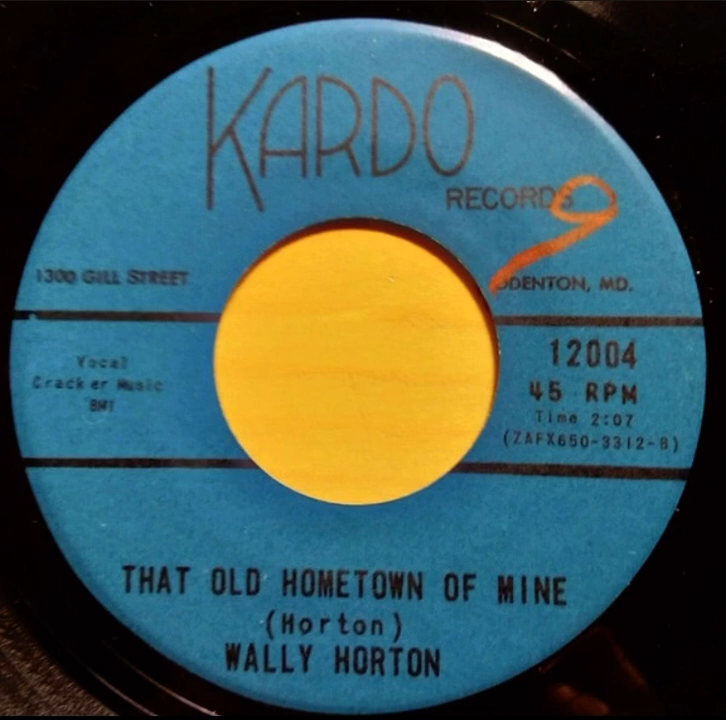 KARDO
RECORDS
9
1300 GILL STREET
ODENTON, MD.
Vocal
Cracker Music
BMI
12004
45 RPM
Time 2:07
(ZAFX650-3312-B)
THAT OLD HOMETOWN OF MINE
(Horton)
WALLY HORTON